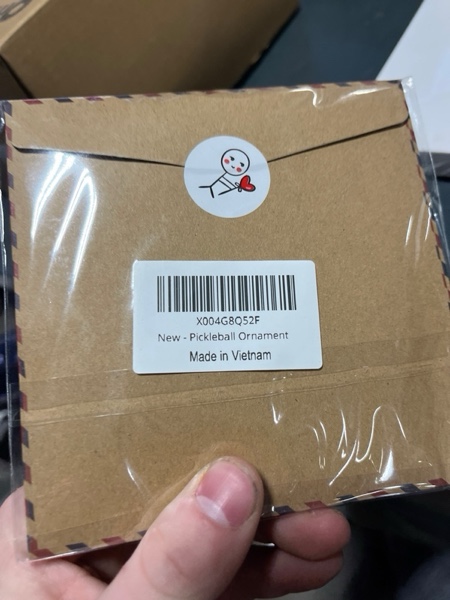 X004G8Q52F
New - Pickleball Ornament
Made in Vietnam